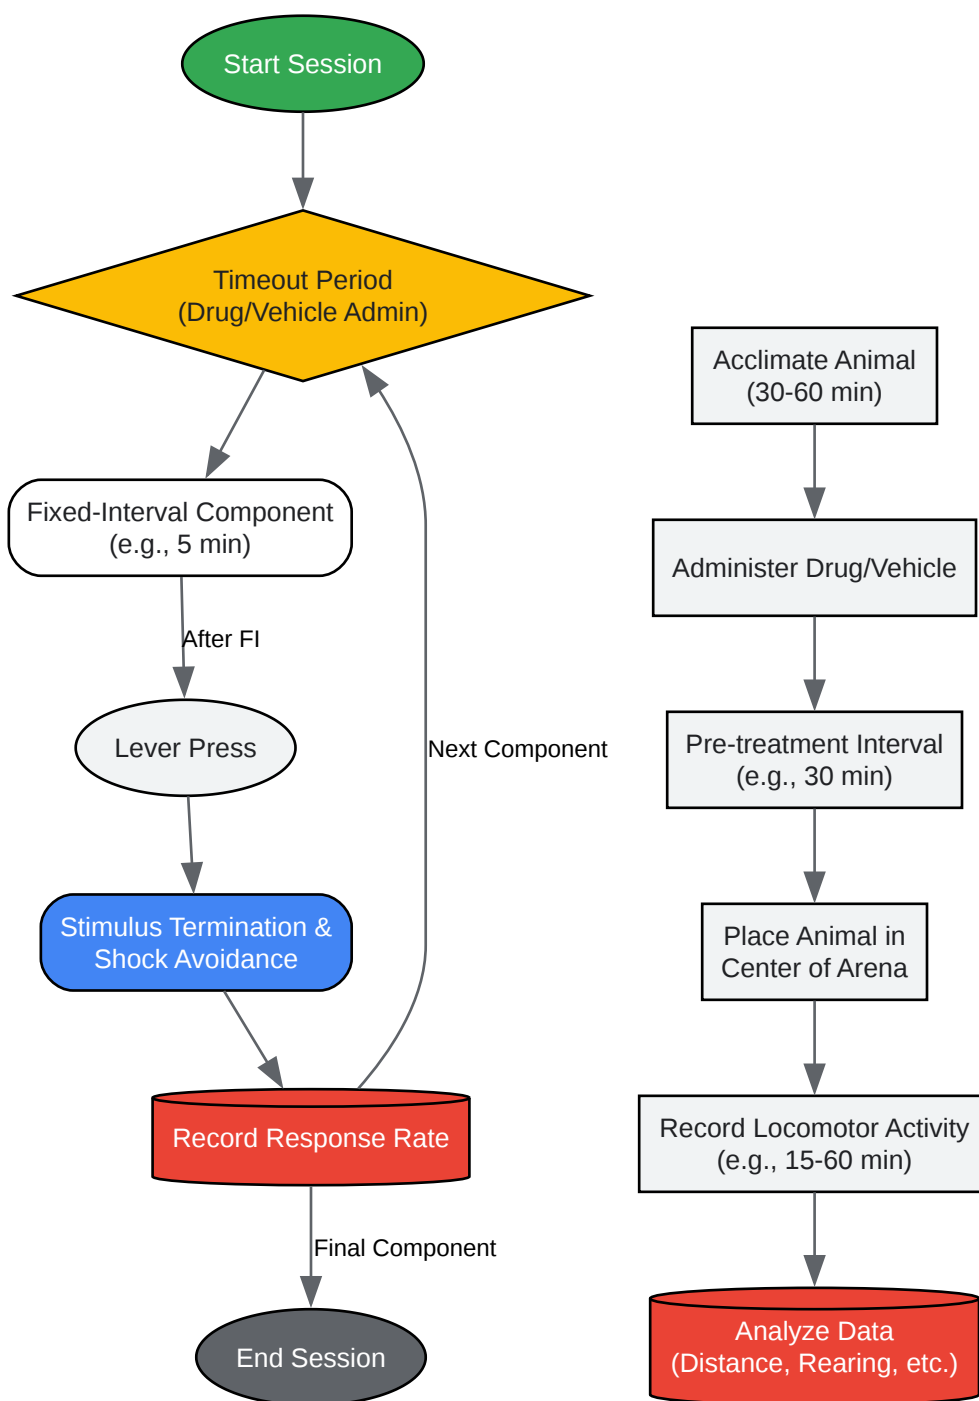 Start Session
Timeout Period
(Drug/Vehicle Admin)
Fixed-Interval Component
(e.g., 5 min)
After FI
Lever Press
Next Component
Stimulus Termination &
Shock Avoidance
Record Response Rate
Final Component
End Session
Acclimate Animal
(30-60 min)
Administer Drug/Vehicle
Pre-treatment Interval
(e.g., 30 min)
Place Animal in
Center of Arena
Record Locomotor Activity
(e.g., 15-60 min)
Analyze Data
(Distance, Rearing, etc.)